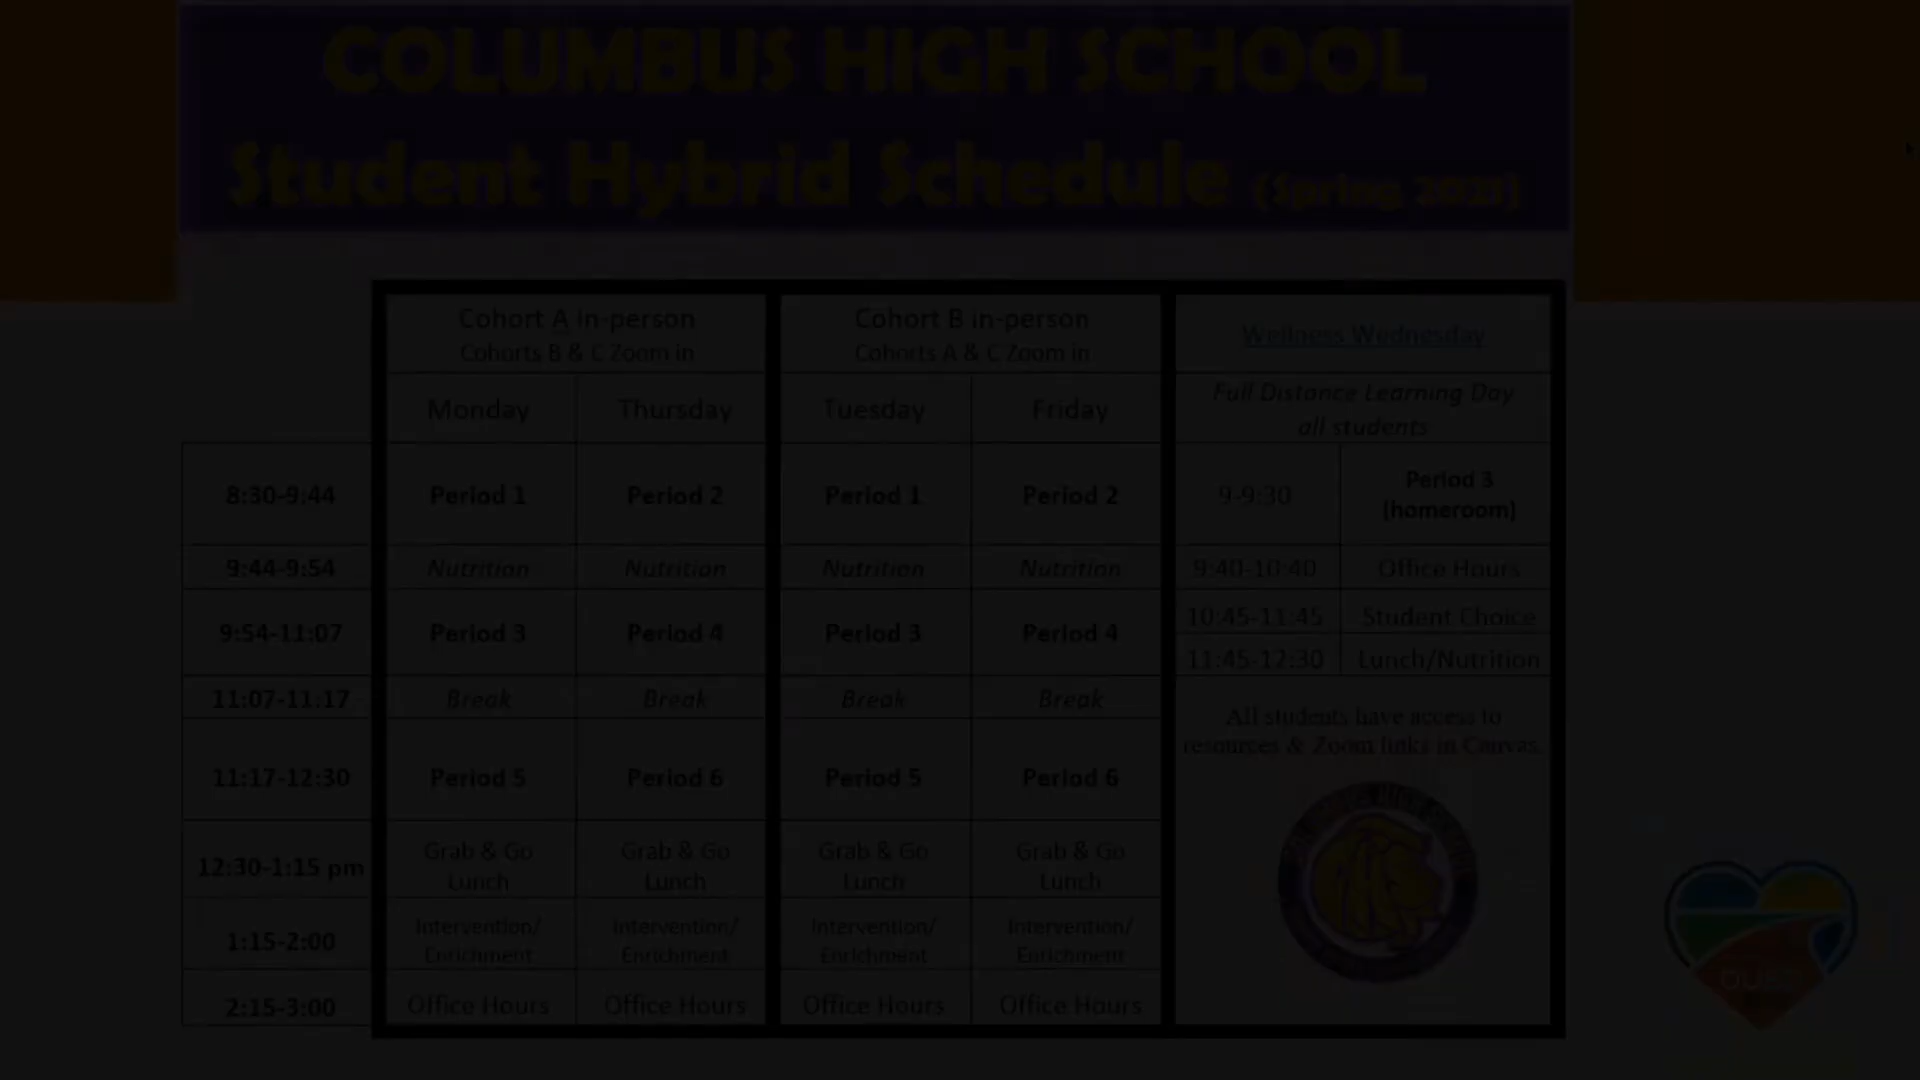 COLUMBUS HIGH SCHOOL
Student Hybrid Schedule (Spring 2021)
Cohort A in-person
Cohorts B & C Zoom in
Cohort B in-person
Cohorts A & C Zoom in
Wellness Wednesday
Monday Thursday Tuesday Friday
Full Distance Learning Day
all students
8:30-9:44 Period 1 Period 2 Period 1 Period 2 9-9:30 Period 3
(homeroom)
9:44-9:54 Nutrition Nutrition Nutrition Nutrition 9:40-10:40 Office Hours
9:54-11:07 Period 3 Period 4 Period 3 Period 4
10:45-11:45 Student Choice
11:45-12:30 Lunch/Nutrition
11:07-11:17 Break Break Break Break
All students have access to
resources & Zoom links in Canvas.
11:17-12:30 Period 5 Period 6 Period 5 Period 6
12:30-1:15 pm Grab & Go Grab & Go Grab & Go Grab & Go
Lunch Lunch Lunch Lunch
1:15-2:00 Intervention/ Intervention/ Intervention/ Intervention/
Enrichment Enrichment Enrichment Enrichment
2:15-3:00 Office Hours Office Hours Office Hours Office Hours